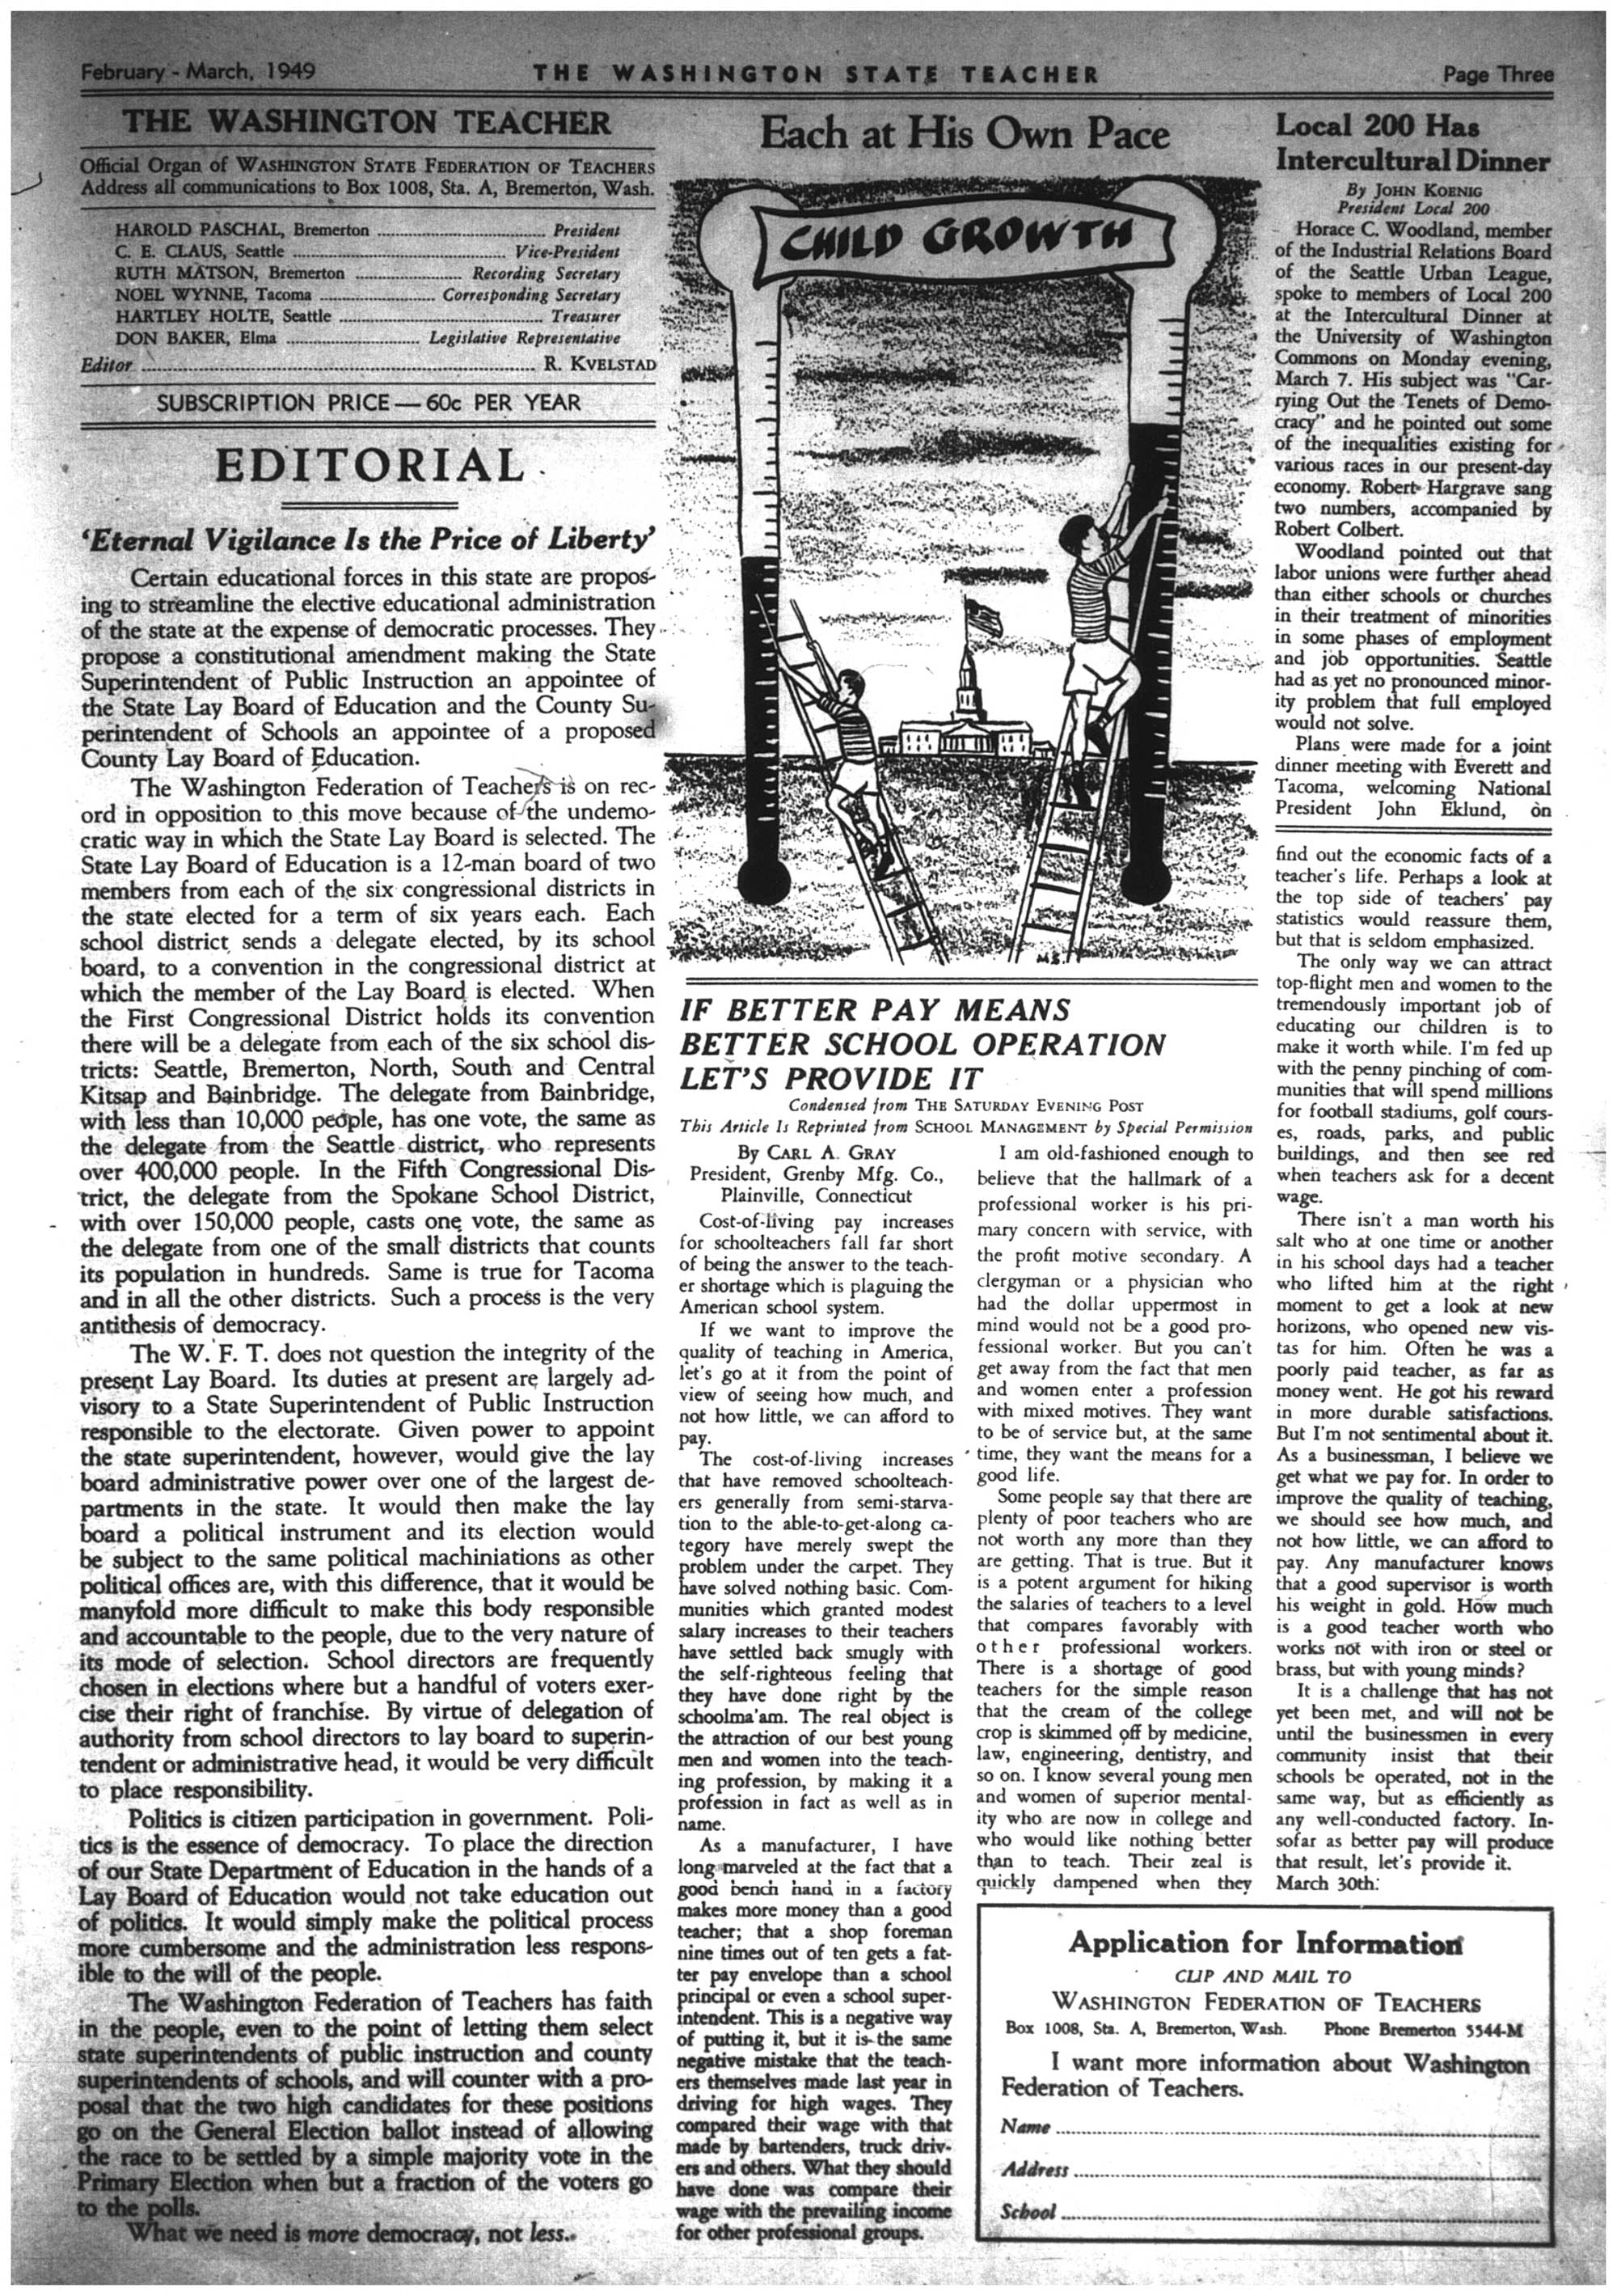 February - March, 1949
THE WASHINGTON STATE TEACHER
Page Three
THE WASHINGTON TEACHER
Official Organ of WASHINGTON STATE FEDERATION OF TEACHERS
Address all communications to Box 1008, Sta. A, Bremerton, Wash.
HAROLD PASCHAL, Bremerton ................................ President
C. E. CLAUS, Seattle ........................................ Vice-President
RUTH MATSON, Bremerton .................... Recording Secretary
NOEL WYNNE, Tacoma ...................... Corresponding Secretary
HARTLEY HOLTE, Seattle ...................................... Treasurer
DON BAKER, Elma ......................... Legislative Representative
Editor ........................................................................ R. KVELSTAD
SUBSCRIPTION PRICE — 60c PER YEAR
EDITORIAL
'Eternal Vigilance Is the Price of Liberty'
Certain educational forces in this state are propos-
ing to streamline the elective educational administration
of the state at the expense of democratic processes. They
propose a constitutional amendment making the State
Superintendent of Public Instruction an appointee of
the State Lay Board of Education and the County Su-
perintendent of Schools an appointee of a proposed
County Lay Board of Education.
The Washington Federation of Teachers is on rec-
ord in opposition to this move because of the undemo-
cratic way in which the State Lay Board is selected. The
State Lay Board of Education is a 12-man board of two
members from each of the six congressional districts in
the state elected for a term of six years each. Each
school district sends a delegate elected, by its school
board, to a convention in the congressional district at
which the member of the Lay Board is elected. When
the First Congressional District holds its convention
there will be a delegate from each of the six school dis-
tricts: Seattle, Bremerton, North, South and Central
Kitsap and Bainbridge. The delegate from Bainbridge,
with less than 10,000 people, has one vote, the same as
the delegate from the Seattle district, who represents
over 400,000 people. In the Fifth Congressional Dis-
trict, the delegate from the Spokane School District,
with over 150,000 people, casts one vote, the same as
the delegate from one of the small districts that counts
its population in hundreds. Same is true for Tacoma
and in all the other districts. Such a process is the very
antithesis of democracy.
The W. F. T. does not question the integrity of the
present Lay Board. Its duties at present are largely ad-
visory to a State Superintendent of Public Instruction
responsible to the electorate. Given power to appoint
the state superintendent, however, would give the lay
board administrative power over one of the largest de-
partments in the state. It would then make the lay
board a political instrument and its election would
be subject to the same political machiniations as other
political offices are, with this difference, that it would be
manyfold more difficult to make this body responsible
and accountable to the people, due to the very nature of
its mode of selection. School directors are frequently
chosen in elections where but a handful of voters exer-
cise their right of franchise. By virtue of delegation of
authority from school directors to lay board to superin-
tendent or administrative head, it would be very difficult
to place responsibility.
Politics is citizen participation in government. Poli-
tics is the essence of democracy. To place the direction
of our State Department of Education in the hands of a
Lay Board of Education would not take education out
of politics. It would simply make the political process
more cumbersome and the administration less respons-
ible to the will of the people.
The Washington Federation of Teachers has faith
in the people, even to the point of letting them select
state superintendents of public instruction and county
superintendents of schools, and will counter with a pro-
posal that the two high candidates for these positions
go on the General Election ballot instead of allowing
the race to be settled by a simple majority vote in the
Primary Election when but a fraction of the voters go
to the polls.
What we need is more democracy, not less.
Each at His Own Pace
CHILD GROWTH
IF BETTER PAY MEANS
BETTER SCHOOL OPERATION
LET'S PROVIDE IT
Condensed from THE SATURDAY EVENING POST
This Article Is Reprinted from SCHOOL MANAGEMENT by Special Permission
By CARL A. GRAY
President, Grenby Mfg. Co.,
Plainville, Connecticut
Cost-of-living pay increases
for schoolteachers fall far short
of being the answer to the teach-
er shortage which is plaguing the
American school system.
If we want to improve the
quality of teaching in America,
let's go at it from the point of
view of seeing how much, and
not how little, we can afford to
pay.
The cost-of-living increases
that have removed schoolteach-
ers generally from semi-starva-
tion to the able-to-get-along ca-
tegory have merely swept the
problem under the carpet. They
have solved nothing basic. Com-
munities which granted modest
salary increases to their teachers
have settled back smugly with
the self-righteous feeling that
they have done right by the
schoolma'am. The real object is
the attraction of our best young
men and women into the teach-
ing profession, by making it a
profession in fact as well as in
name.
As a manufacturer, I have
long marveled at the fact that a
good bench hand in a factory
makes more money than a good
teacher; that a shop foreman
nine times out of ten gets a fat-
ter pay envelope than a school
principal or even a school super-
intendent. This is a negative way
of putting it, but it is the same
negative mistake that the teach-
ers themselves made last year in
driving for high wages. They
compared their wage with that
made by bartenders, truck driv-
ers and others. What they should
have done was compare their
wage with the prevailing income
for other professional groups.
I am old-fashioned enough to
believe that the hallmark of a
professional worker is his pri-
mary concern with service, with
the profit motive secondary. A
clergyman or a physician who
had the dollar uppermost in
mind would not be a good pro-
fessional worker. But you can't
get away from the fact that men
and women enter a profession
with mixed motives. They want
to be of service but, at the same
time, they want the means for a
good life.
Some people say that there are
plenty of poor teachers who are
not worth any more than they
are getting. That is true. But it
is a potent argument for hiking
the salaries of teachers to a level
that compares favorably with
other professional workers.
There is a shortage of good
teachers for the simple reason
that the cream of the college
crop is skimmed off by medicine,
law, engineering, dentistry, and
so on. I know several young men
and women of superior mental-
ity who are now in college and
who would like nothing better
than to teach. Their zeal is
quickly dampened when they
Local 200 Has
Intercultural Dinner
By JOHN KOENIG
President Local 200
Horace C. Woodland, member
of the Industrial Relations Board
of the Seattle Urban League,
spoke to members of Local 200
at the Intercultural Dinner at
the University of Washington
Commons on Monday evening,
March 7. His subject was "Car-
rying Out the Tenets of Demo-
cracy" and he pointed out some
of the inequalities existing for
various races in our present-day
economy. Robert Hargrave sang
two numbers, accompanied by
Robert Colbert.
Woodland pointed out that
labor unions were further ahead
than either schools or churches
in their treatment of minorities
in some phases of employment
and job opportunities. Seattle
had as yet no pronounced minor-
ity problem that full employed
would not solve.
Plans were made for a joint
dinner meeting with Everett and
Tacoma, welcoming National
President John Eklund, on
find out the economic facts of a
teacher's life. Perhaps a look at
the top side of teachers' pay
statistics would reassure them,
but that is seldom emphasized.
The only way we can attract
top-flight men and women to the
tremendously important job of
educating our children is to
make it worth while. I'm fed up
with the penny pinching of com-
munities that will spend millions
for football stadiums, golf cours-
es, roads, parks, and public
buildings, and then see red
when teachers ask for a decent
wage.
There isn't a man worth his
salt who at one time or another
in his school days had a teacher
who lifted him at the right
moment to get a look at new
horizons, who opened new vis-
tas for him. Often he was a
poorly paid teacher, as far as
money went. He got his reward
in more durable satisfactions.
But I'm not sentimental about it.
As a businessman, I believe we
get what we pay for. In order to
improve the quality of teaching,
we should see how much, and
not how little, we can afford to
pay. Any manufacturer knows
that a good supervisor is worth
his weight in gold. How much
is a good teacher worth who
works not with iron or steel or
brass, but with young minds?
It is a challenge that has not
yet been met, and will not be
until the businessmen in every
community insist that their
schools be operated, not in the
same way, but as efficiently as
any well-conducted factory. In-
sofar as better pay will produce
that result, let's provide it.
March 30th.
Application for Information
CLIP AND MAIL TO
WASHINGTON FEDERATION OF TEACHERS
Box 1008, Sta. A, Bremerton, Wash. Phone Bremerton 5544-M
I want more information about Washington
Federation of Teachers.
Name ........................................
Address ........................................
School ........................................